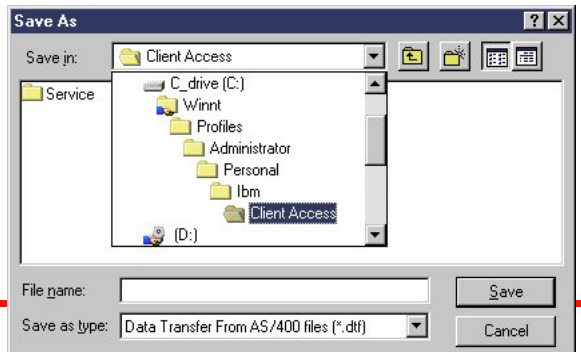 Save As
Save in:
Client Access
Service
C_drive (C:)
Winnt
Profiles
Administrator
Personal
Ibm
Client Access
(D:)
File name:
Save
Save as type:
Data Transfer From AS/400 files (*.dtf)
Cancel